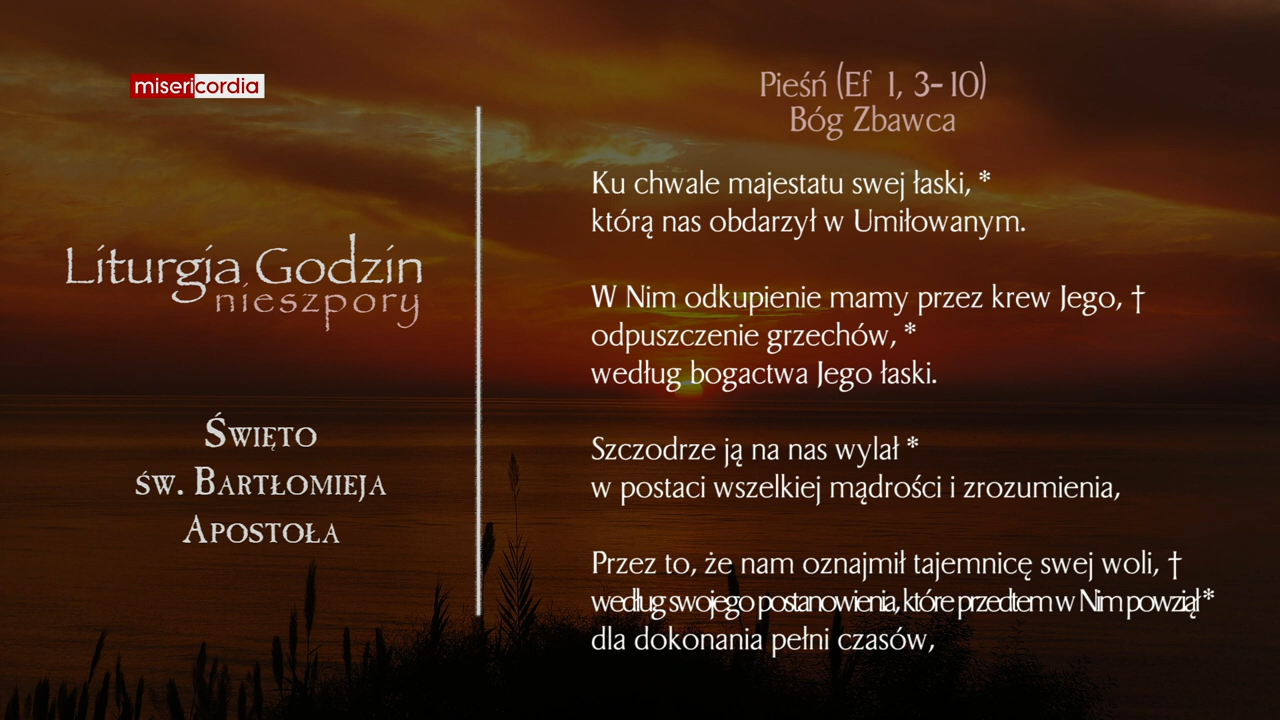 misericordia
Liturgia Godzin
nieszpory
Święto
św. Bartłomieja
Apostoła
Pieśń (Ef 1, 3-10)
Bóg Zbawca
Ku chwale majestatu swej łaski, *
którą nas obdarzył w Umiłowanym.
W Nim odkupienie mamy przez krew Jego, †
odpuszczenie grzechów, *
według bogactwa Jego łaski.
Szczodrze ją na nas wylał *
w postaci wszelkiej mądrości i zrozumienia,
Przez to, że nam oznajmił tajemnicę swej woli, †
według swojego postanowienia, które przedtem w Nim powziął *
dla dokonania pełni czasów,